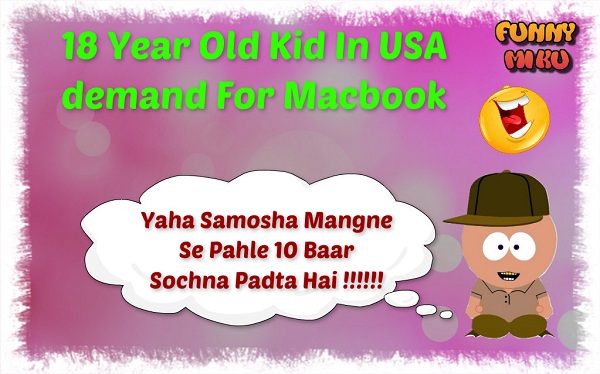 18 Year Old Kid In USA
demand For Macbook
FUNNY
MIKU
Yaha Samosha Mangne
Se Pahle 10 Baar
Sochna Padta Hai !!!!!!